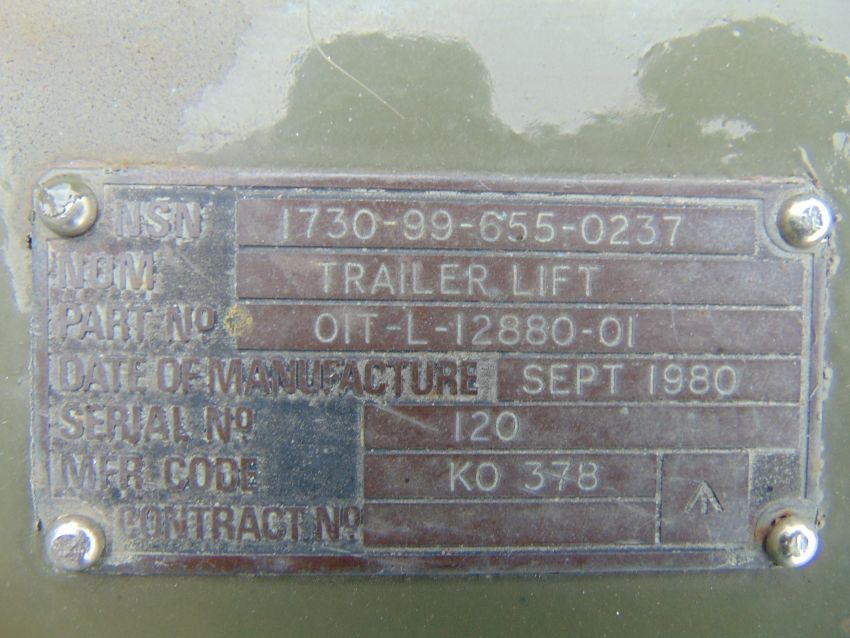 NSN 1730-99-655-0237
NOM TRAILER LIFT
PART Nº 01T-L-12880-01
DATE OF MANUFACTURE SEPT 1980
SERIAL Nº 120
MFR CODE KO 378
CONTRACT Nº